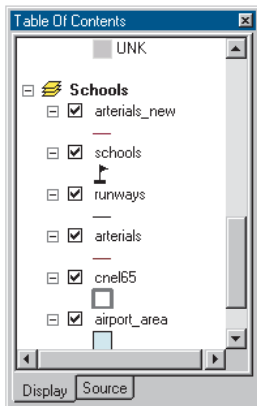 Table Of Contents
UNK
Schools
arterials_new
schools
runways
arterials
cnel65
airport_area
Display Source